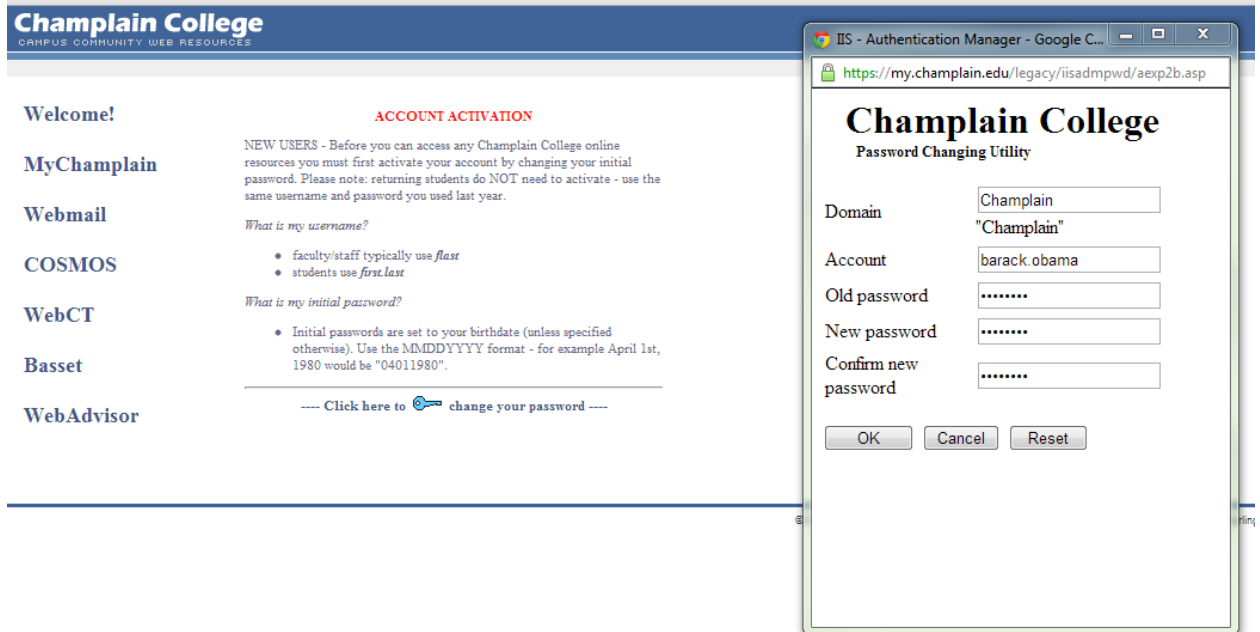 Champlain College
CAMPUS COMMUNITY WEB RESOURCES
Welcome!
MyChamplain
Webmail
COSMOS
WebCT
Basset
WebAdvisor
ACCOUNT ACTIVATION
NEW USERS - Before you can access any Champlain College online
resources you must first activate your account by changing your initial
password. Please note: returning students do NOT need to activate - use the
same username and password you used last year.
What is my username?
faculty/staff typically use flast
students use first.last
What is my initial password?
Initial passwords are set to your birthdate (unless specified
otherwise). Use the MMDDYYYY format - for example April 1st,
1980 would be "04011980".
---- Click here to change your password ----
IIS - Authentication Manager - Google C...
https://my.champlain.edu/legacy/iisadmpwd/aexp2b.asp
Champlain College
Password Changing Utility
Domain Champlain
"Champlain"
Account barack.obama
Old password ••••••••
New password ••••••••
Confirm new
password ••••••••
OK Cancel Reset
©